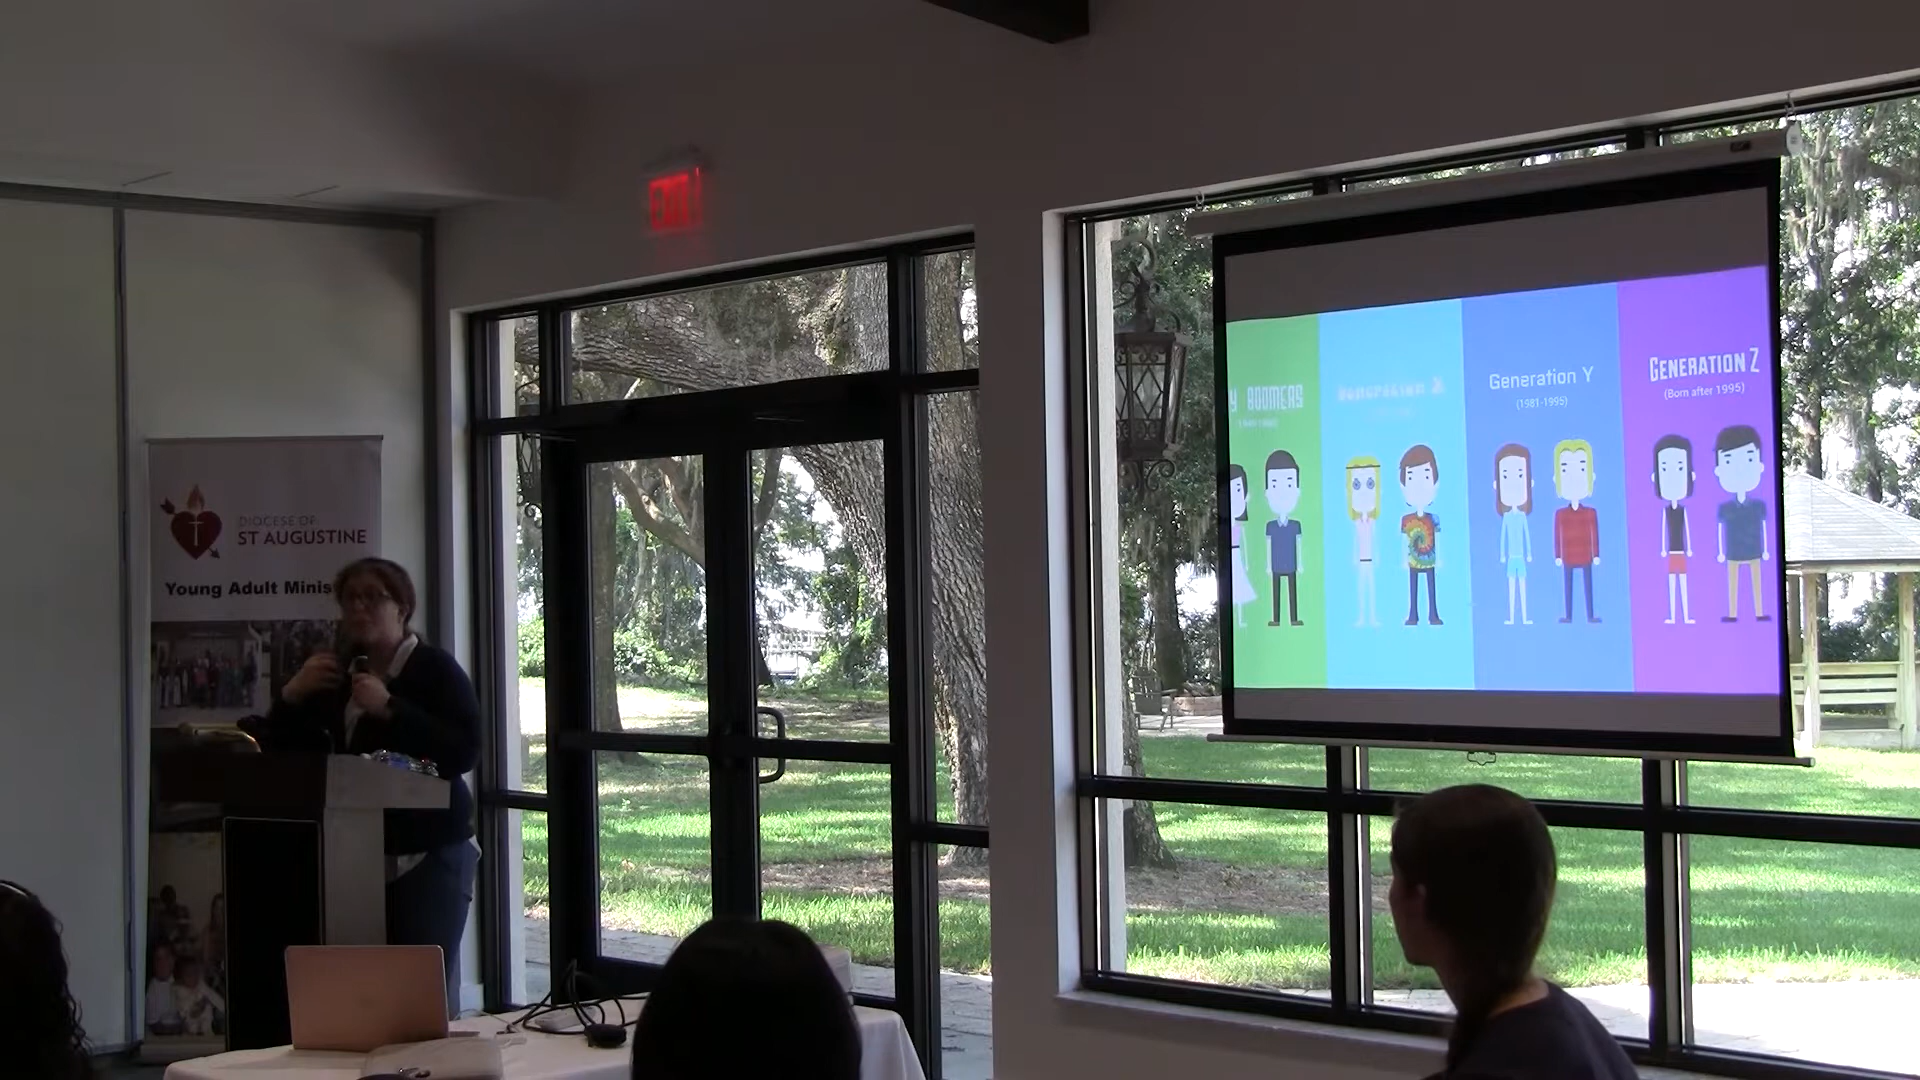 EXIT
DIOCESE OF
ST AUGUSTINE
Young Adult Minis
Y BOOMERS
Generation Y
(1981-1995)
GENERATION Z
(Born after 1995)